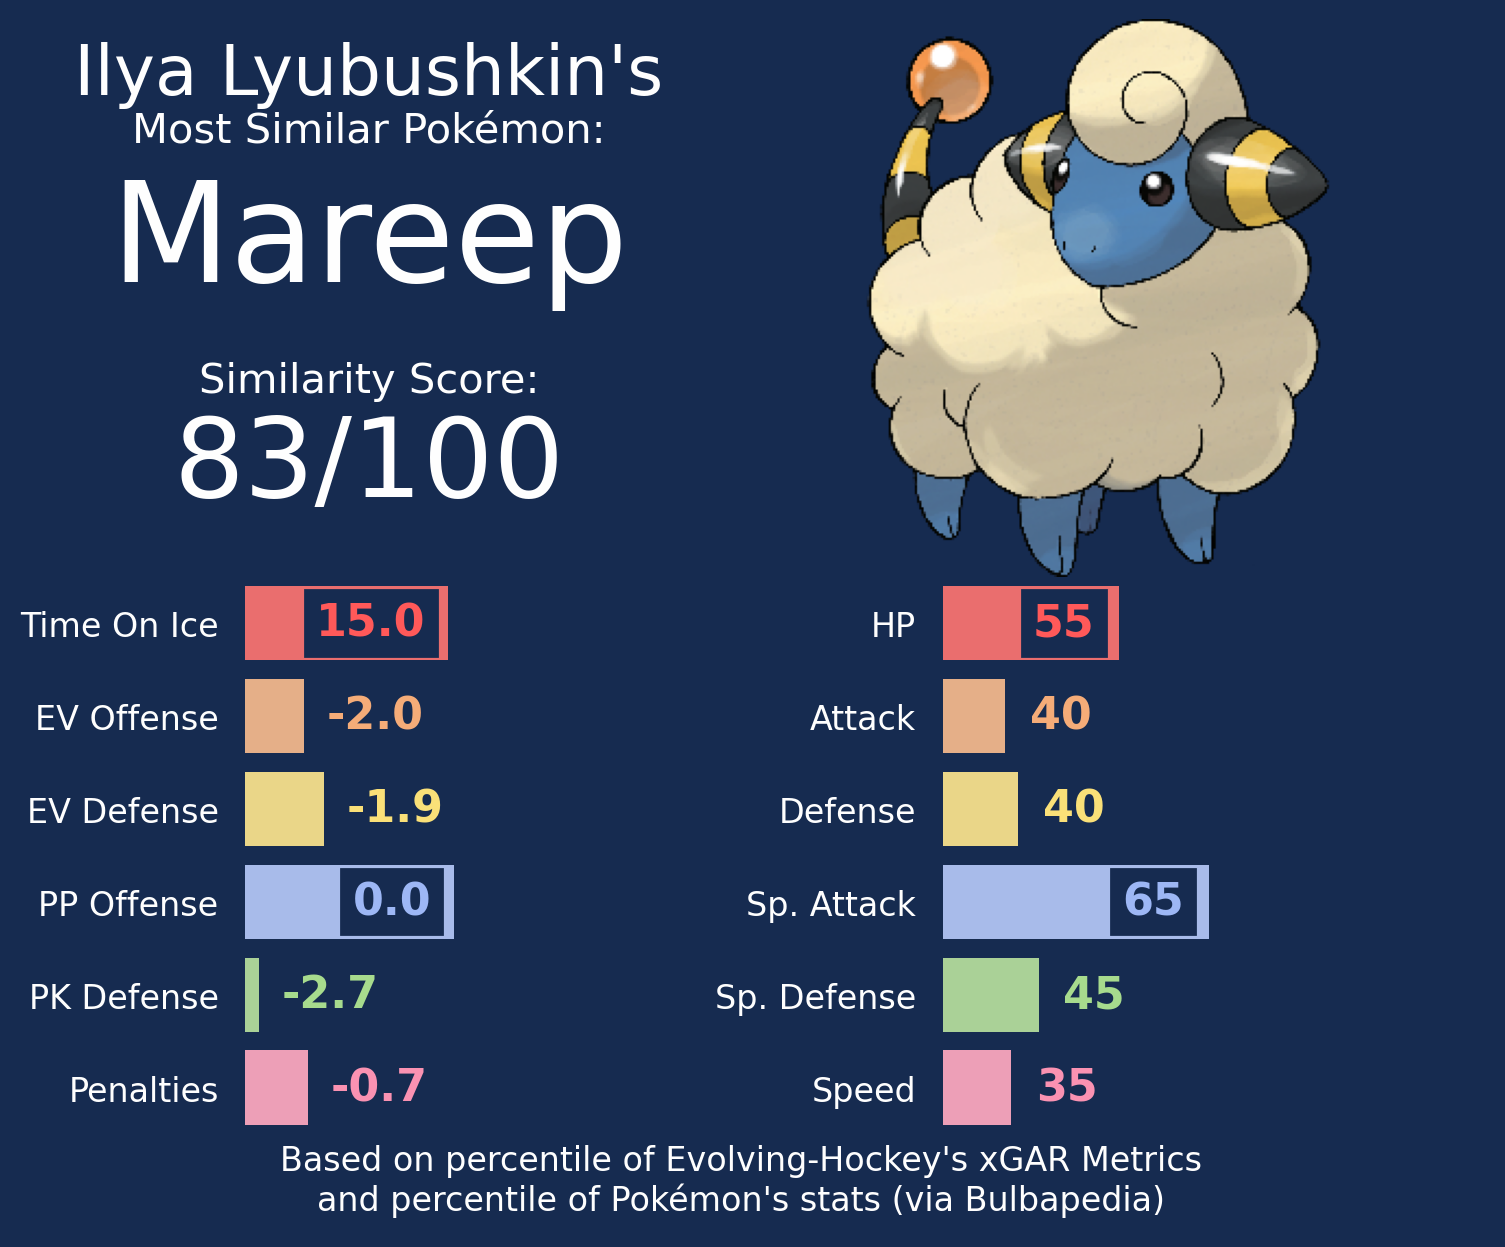 Ilya Lyubushkin's
Most Similar Pokémon:
Mareep
Similarity Score:
83/100
Time On Ice 15.0
EV Offense -2.0
EV Defense -1.9
PP Offense 0.0
PK Defense -2.7
Penalties -0.7
HP 55
Attack 40
Defense 40
Sp. Attack 65
Sp. Defense 45
Speed 35
Based on percentile of Evolving-Hockey's xGAR Metrics
and percentile of Pokémon's stats (via Bulbapedia)